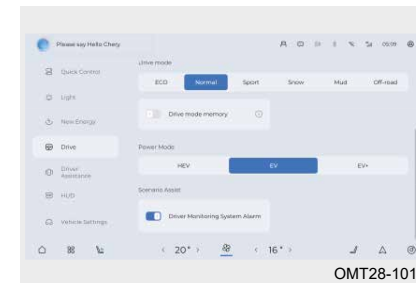 Please say Hello Chery
09:09
Drive mode
Quick Control
ECO Normal Sport Snow Mud Off-road
Light
Drive mode memory
New Energy
Drive
Power Mode
HEV EV EV+
Driver Assistance
Scenario Assist
HUD
Driver Monitoring System Alarm
Vehicle Settings
< 20° > < 16° >
OMT28-101